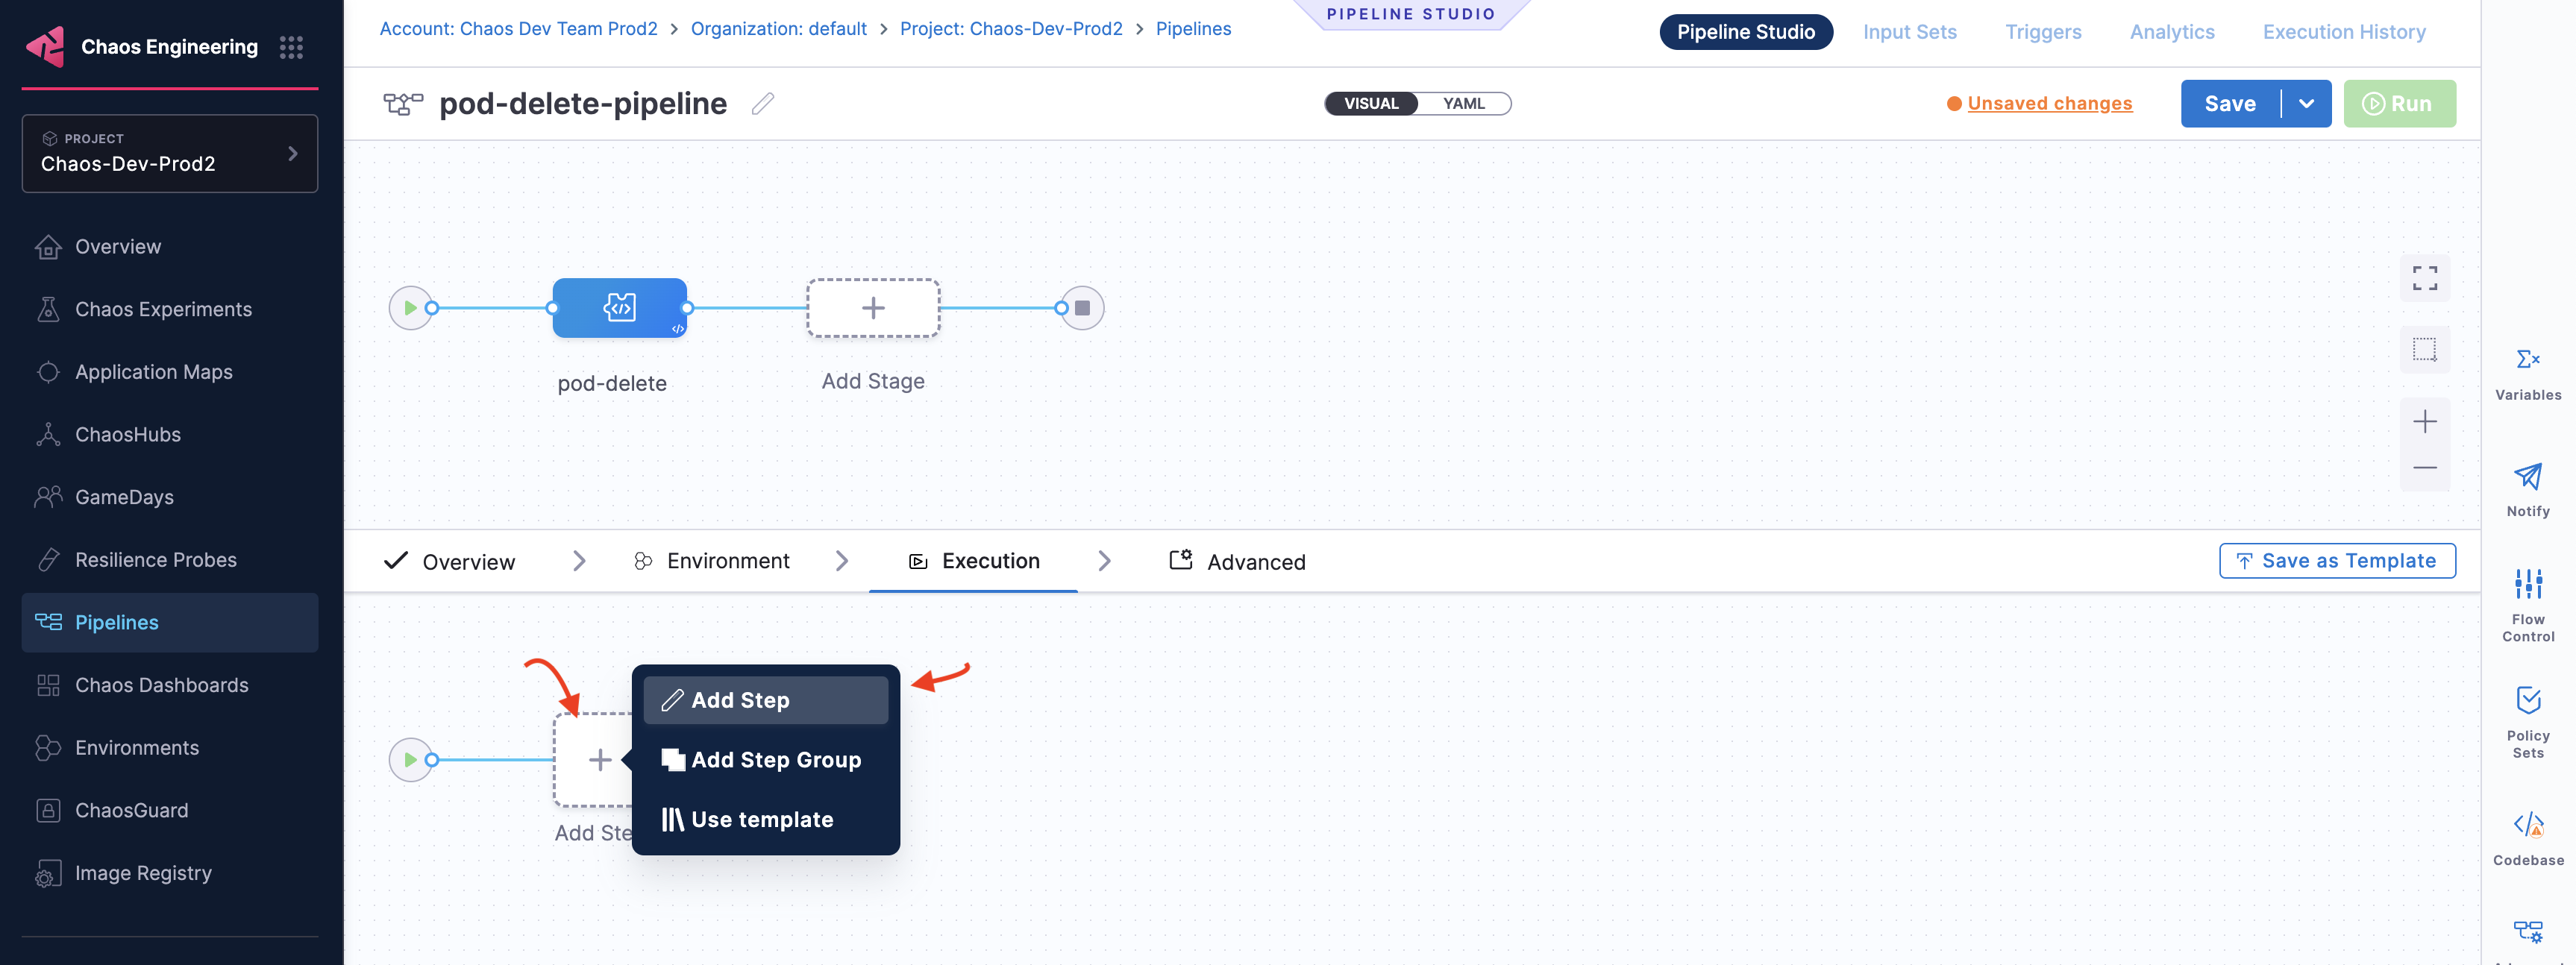 Chaos Engineering
PROJECT
Chaos-Dev-Prod2
Overview
Chaos Experiments
Application Maps
ChaosHubs
GameDays
Resilience Probes
Pipelines
Chaos Dashboards
Environments
ChaosGuard
Image Registry
Account: Chaos Dev Team Prod2 > Organization: default > Project: Chaos-Dev-Prod2 > Pipelines
PIPELINE STUDIO
Pipeline Studio Input Sets Triggers Analytics Execution History
pod-delete-pipeline
VISUAL YAML
Unsaved changes
Save
Run
pod-delete
Add Stage
Overview
Environment
Execution
Advanced
Save as Template
Add Step
Add Step Group
Use template
Add Ste
Variables
Notify
Flow
Control
Policy
Sets
Codebase